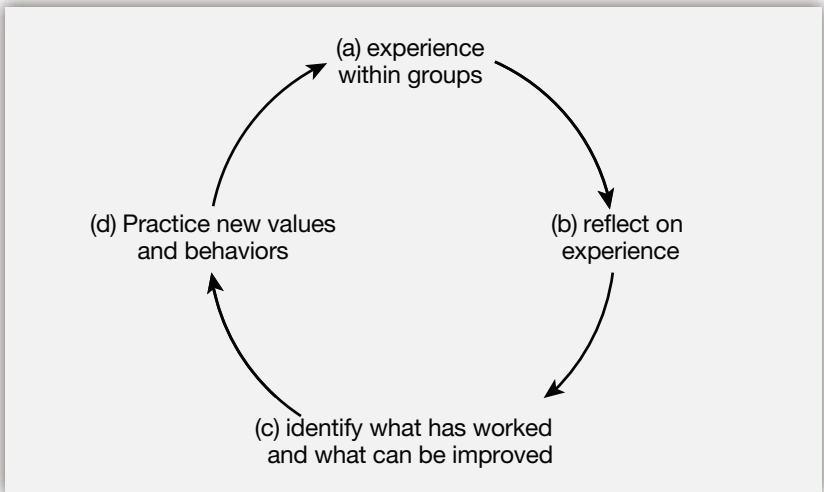 (a) experience
within groups
(b) reflect on
experience
(c) identify what has worked
and what can be improved
(d) Practice new values
and behaviors